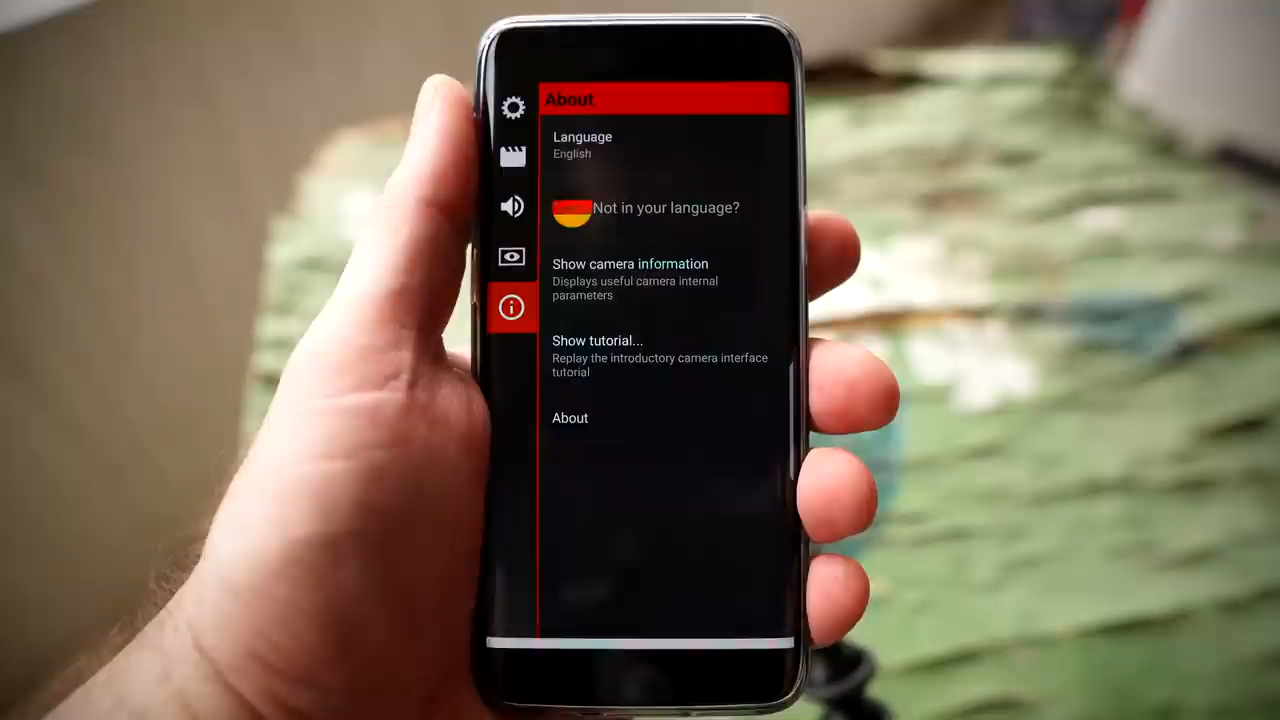 About
Language
English
Not in your language?
Show camera information
Displays useful camera internal
parameters
Show tutorial...
Replay the introductory camera interface
tutorial
About